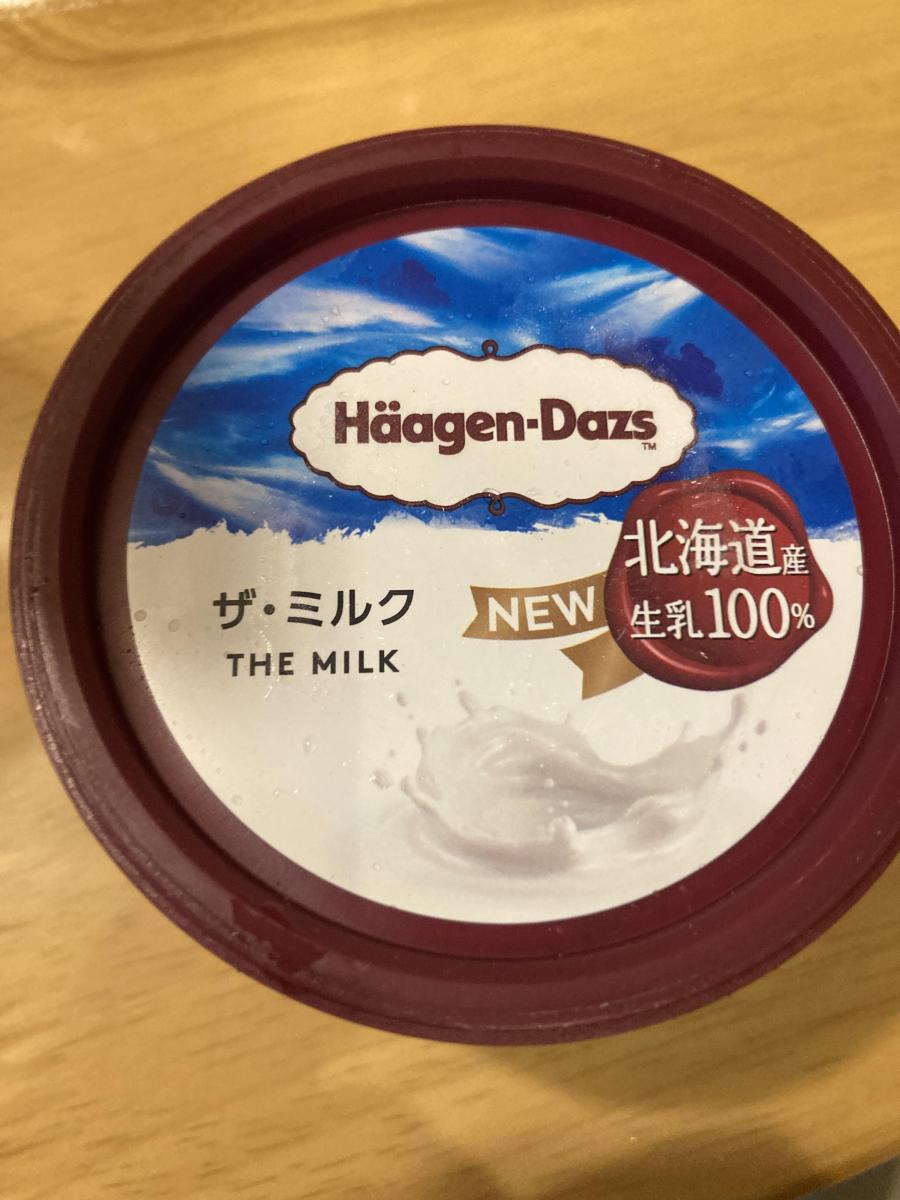 Häagen-Dazs
TM
北海道産
生乳100%
NEW
ザ・ミルク
THE MILK